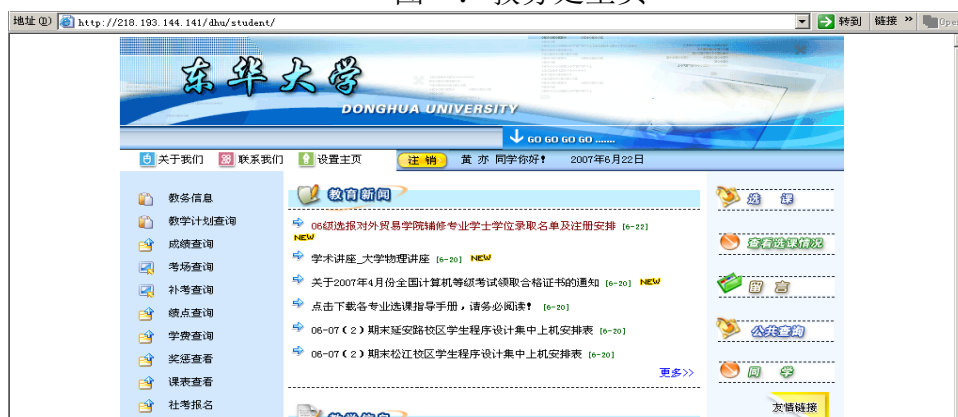 地址(D) http://218.193.144.141/dhu/student/ 转到 链接 »
东华大学
DONGHUA UNIVERSITY
GO GO GO GO ......
关于我们 联系我们 设置主页 注 销 黄 亦 同学你好! 2007年6月22日
教务信息
教学计划查询
成绩查询
考场查询
补考查询
绩点查询
学费查询
奖惩查看
课表查看
社考报名
教育新闻
06级选报对外贸易学院辅修专业学士学位录取名单及注册安排 [6-22]
NEW
学术讲座_大学物理讲座 [6-20] NEW
关于2007年4月份全国计算机等级考试领取合格证书的通知 [6-20] NEW
点击下载各专业选课指导手册,请务必阅读! [6-20]
06-07(2)期末延安路校区学生程序设计集中上机安排表 [6-20]
06-07(2)期末松江校区学生程序设计集中上机安排表 [6-20]
更多>>
选 课
查看选课情况
留 言
公共查询
同 学
友情链接